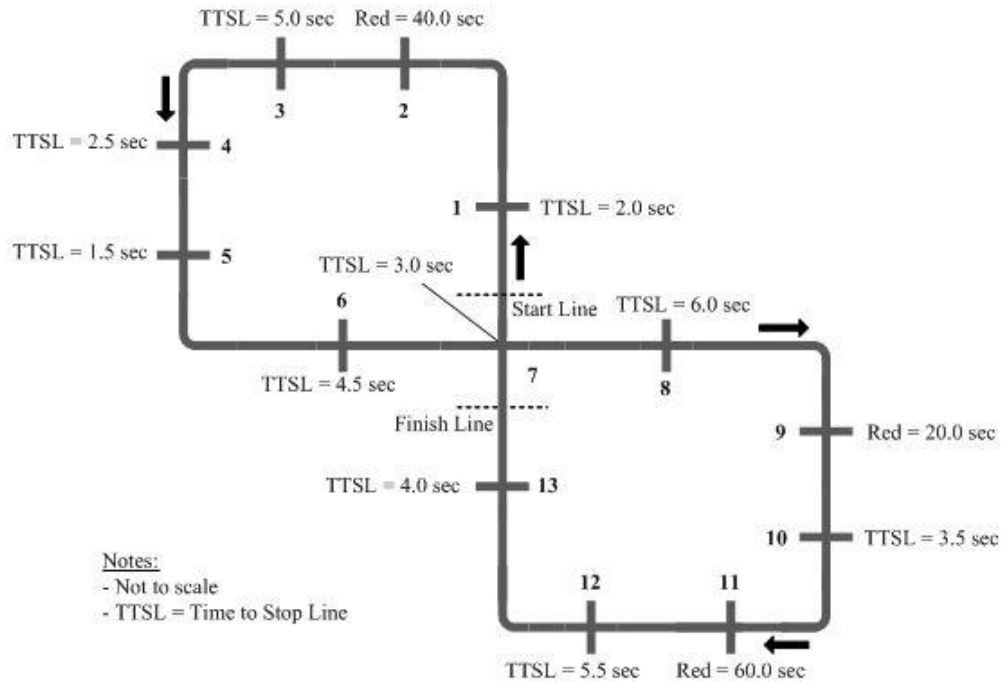 TTSL = 5.0 sec
Red = 40.0 sec
3
2
TTSL = 2.5 sec
4
1
TTSL = 2.0 sec
TTSL = 1.5 sec
5
TTSL = 3.0 sec
6
Start Line
TTSL = 6.0 sec
TTSL = 4.5 sec
7
8
Finish Line
9
Red = 20.0 sec
TTSL = 4.0 sec
13
10
TTSL = 3.5 sec
Notes:
- Not to scale
- TTSL = Time to Stop Line
12
11
TTSL = 5.5 sec
Red = 60.0 sec